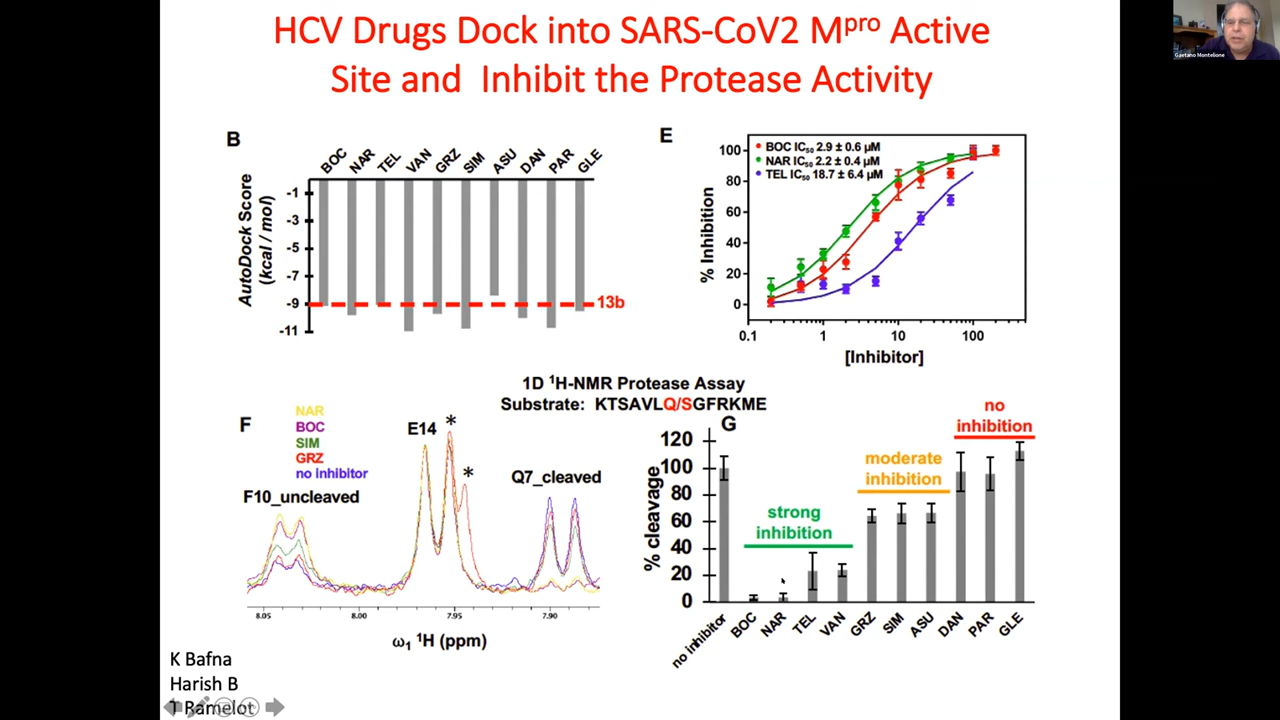 HCV Drugs Dock into SARS-CoV2 Mᵖʳᵒ Active
Site and Inhibit the Protease Activity
Gaetano Montelione
B
BOC NAR TEL VAN GRZ SIM ASU DAN PAR GLE
AutoDock Score
(kcal / mol)
-1
-3
-5
-7
-9
-11
13b
E
BOC IC₅₀ 2.9 ± 0.6 µM
NAR IC₅₀ 2.2 ± 0.4 µM
TEL IC₅₀ 18.7 ± 6.4 µM
% Inhibition
100
80
60
40
20
0
0.1 1 10 100
[Inhibitor]
1D ¹H-NMR Protease Assay
Substrate: KTSAVLQ/SGFRKME
F
NAR
BOC
SIM
GRZ
no inhibitor
F10_uncleaved
E14
*
*
Q7_cleaved
8.05 8.00 7.95 7.90
ω₁ ¹H (ppm)
G
% cleavage
120
100
80
60
40
20
0
strong
inhibition
moderate
inhibition
no
inhibition
no inhibitor BOC NAR TEL VAN GRZ SIM ASU DAN PAR GLE
K Bafna
Harish B
T Ramelot